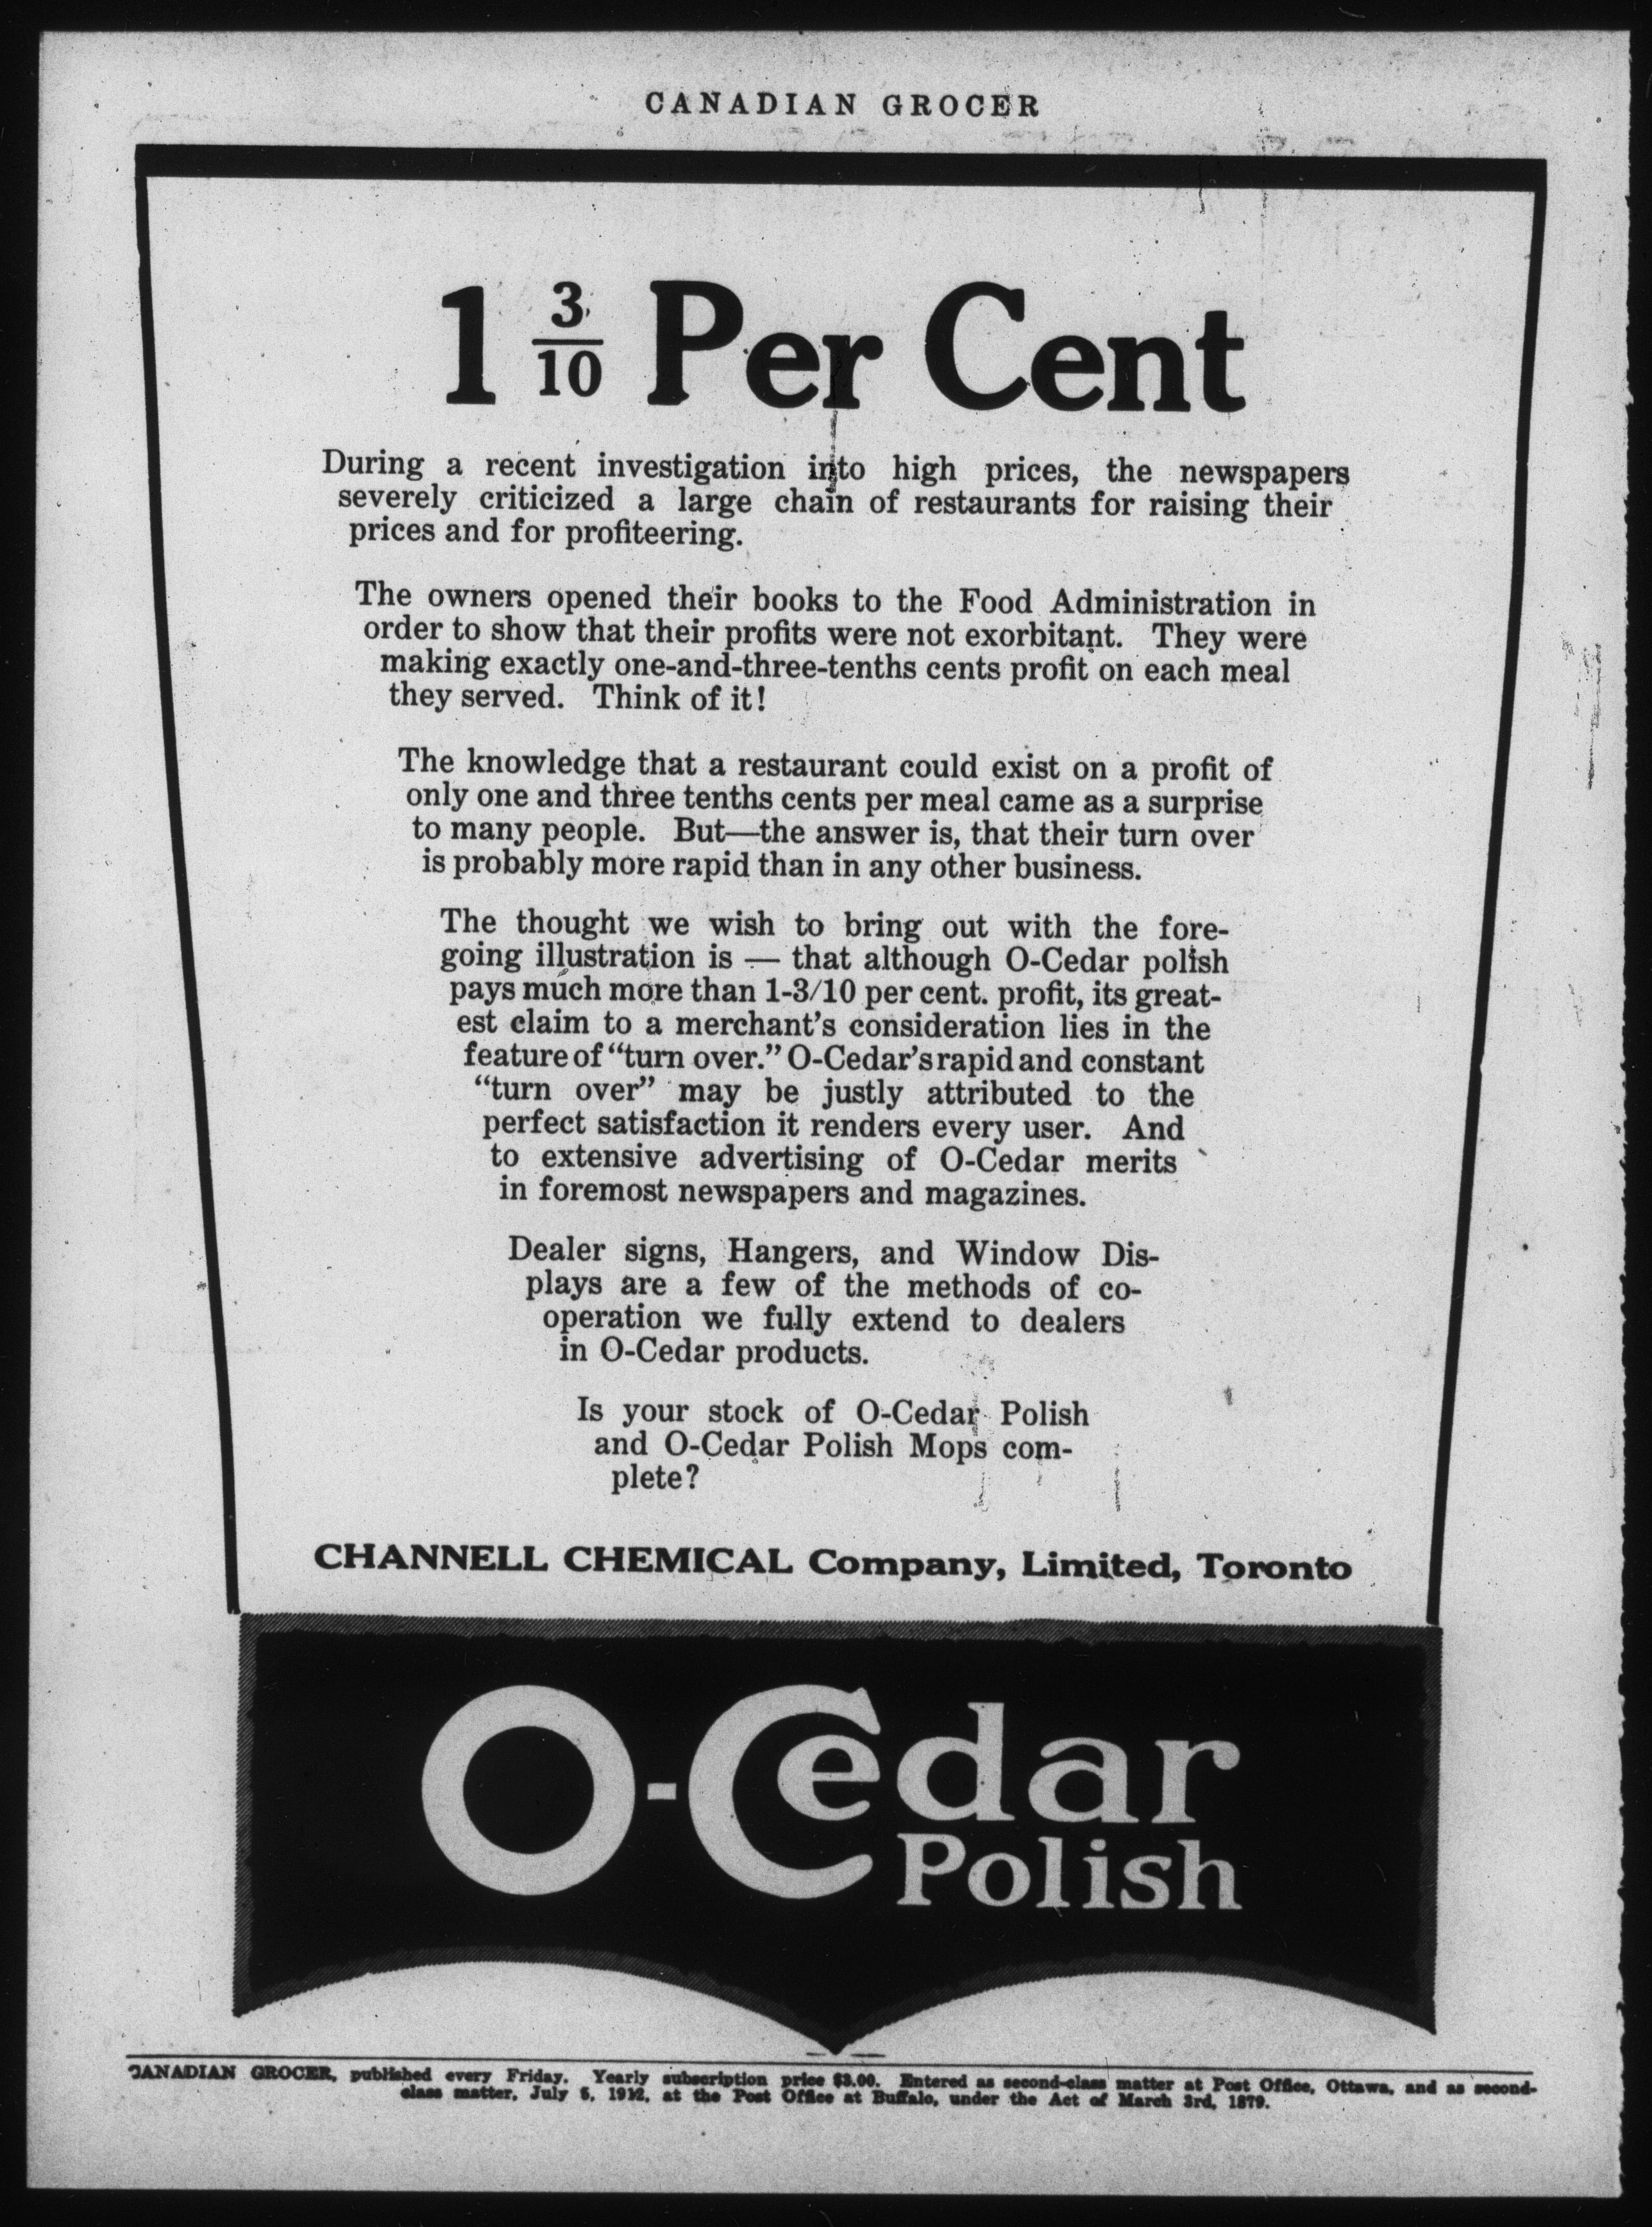 CANADIAN GROCER
1 3/10 Per Cent
During a recent investigation into high prices, the newspapers
severely criticized a large chain of restaurants for raising their
prices and for profiteering.
The owners opened their books to the Food Administration in
order to show that their profits were not exorbitant. They were
making exactly one-and-three-tenths cents profit on each meal
they served. Think of it!
The knowledge that a restaurant could exist on a profit of
only one and three tenths cents per meal came as a surprise
to many people. But—the answer is, that their turn over
is probably more rapid than in any other business.
The thought we wish to bring out with the fore-
going illustration is — that although O-Cedar polish
pays much more than 1-3/10 per cent. profit, its great-
est claim to a merchant's consideration lies in the
feature of "turn over." O-Cedar's rapid and constant
"turn over" may be justly attributed to the
perfect satisfaction it renders every user. And
to extensive advertising of O-Cedar merits
in foremost newspapers and magazines.
Dealer signs, Hangers, and Window Dis-
plays are a few of the methods of co-
operation we fully extend to dealers
in O-Cedar products.
Is your stock of O-Cedar Polish
and O-Cedar Polish Mops com-
plete?
CHANNELL CHEMICAL Company, Limited, Toronto
O-Cedar
Polish
CANADIAN GROCER, published every Friday. Yearly subscription price $3.00. Entered as second-class matter at Post Office, Ottawa, and as second-
class matter, July 5, 1912, at the Post Office at Buffalo, under the Act of March 3rd, 1879.